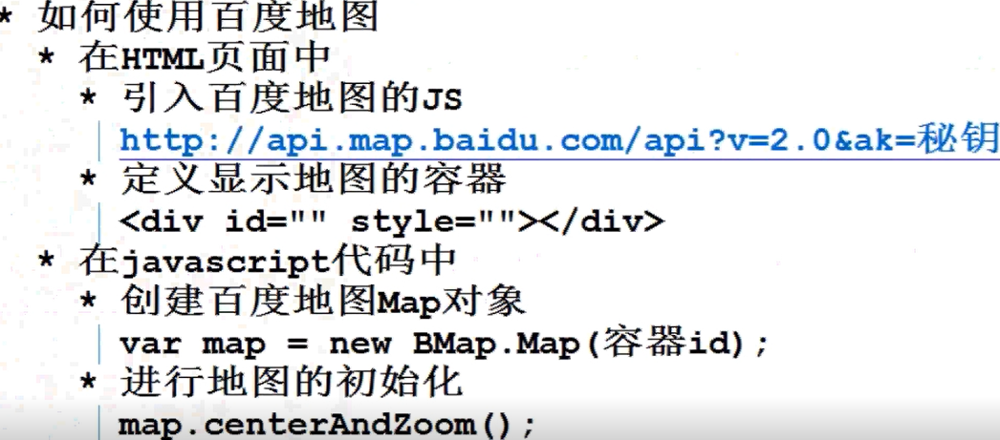 * 如何使用百度地图
* 在HTML页面中
* 引入百度地图的JS
http://api.map.baidu.com/api?v=2.0&ak=秘钥
* 定义显示地图的容器
<div id="" style=""></div>
* 在javascript代码中
* 创建百度地图Map对象
var map = new BMap.Map(容器id);
* 进行地图的初始化
map.centerAndZoom();